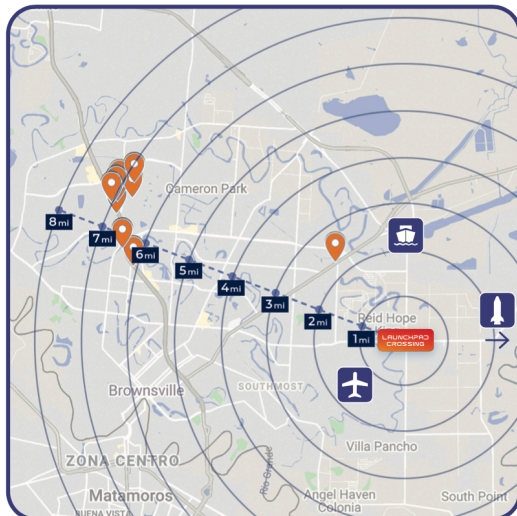 Cameron Park
8mi
7mi
6mi
5mi
4mi
3mi
2mi
Reid Hope
1mi
LAUNCHPAD
CROSSING
Brownsville
SOUTHMOST
Villa Pancho
ZONA CENTRO
Rio Grande
Matamoros
Angel Haven
Colonia
South Point
BUENA VISTA